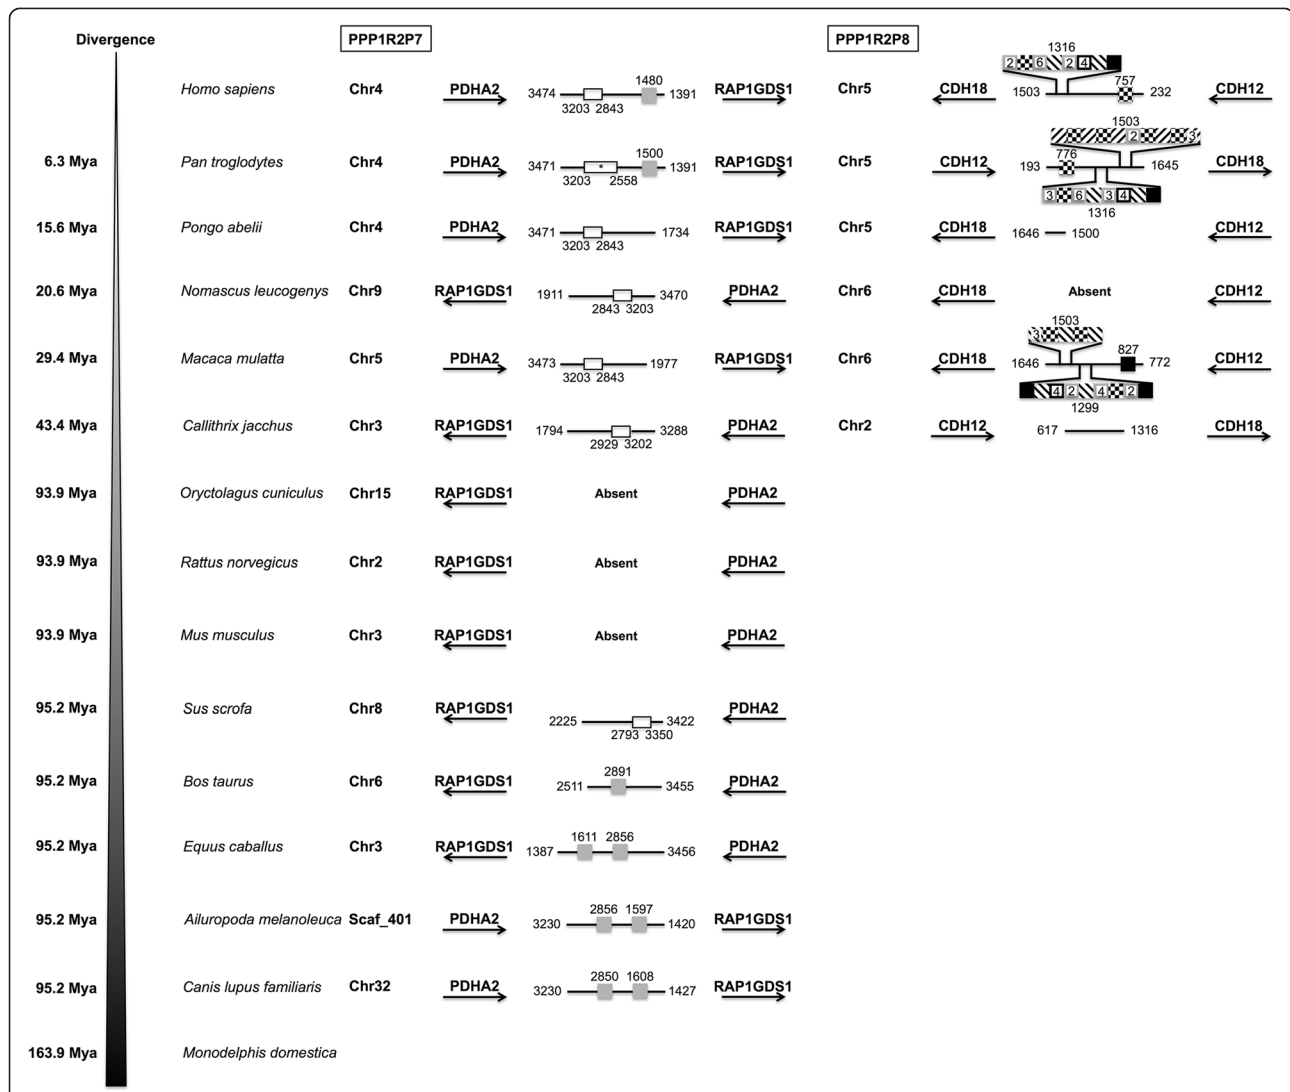 Divergence PPP1R2P7 PPP1R2P8
1316
2 6 2 4
Homo sapiens Chr4 PDHA2 3474 1480 1391 RAP1GDS1 Chr5 CDH18 1503 757 232 CDH12
3203 2843
1503
2 3
6.3 Mya Pan troglodytes Chr4 PDHA2 3471 * 1500 1391 RAP1GDS1 Chr5 CDH12 193 776 1645 CDH18
3203 2558
3 6 3 4
1316
15.6 Mya Pongo abelii Chr4 PDHA2 3471 1734 RAP1GDS1 Chr5 CDH18 1646 1500 CDH12
3203 2843
20.6 Mya Nomascus leucogenys Chr9 RAP1GDS1 1911 3470 PDHA2 Chr6 CDH18 Absent CDH12
2843 3203
1503
3
29.4 Mya Macaca mulatta Chr5 PDHA2 3473 1977 RAP1GDS1 Chr6 CDH18 1646 827 772 CDH12
3203 2843
4 2 4 2
1299
43.4 Mya Callithrix jacchus Chr3 RAP1GDS1 1794 3288 PDHA2 Chr2 CDH12 617 1316 CDH18
2929 3202
93.9 Mya Oryctolagus cuniculus Chr15 RAP1GDS1 Absent PDHA2
93.9 Mya Rattus norvegicus Chr2 RAP1GDS1 Absent PDHA2
93.9 Mya Mus musculus Chr3 RAP1GDS1 Absent PDHA2
95.2 Mya Sus scrofa Chr8 RAP1GDS1 2225 3422 PDHA2
2793 3350
2891
95.2 Mya Bos taurus Chr6 RAP1GDS1 2511 3455 PDHA2
1611 2856
95.2 Mya Equus caballus Chr3 RAP1GDS1 1387 3456 PDHA2
2856 1597
95.2 Mya Ailuropoda melanoleuca Scaf_401 PDHA2 3230 1420 RAP1GDS1
2850 1608
95.2 Mya Canis lupus familiaris Chr32 PDHA2 3230 1427 RAP1GDS1
163.9 Mya Monodelphis domestica